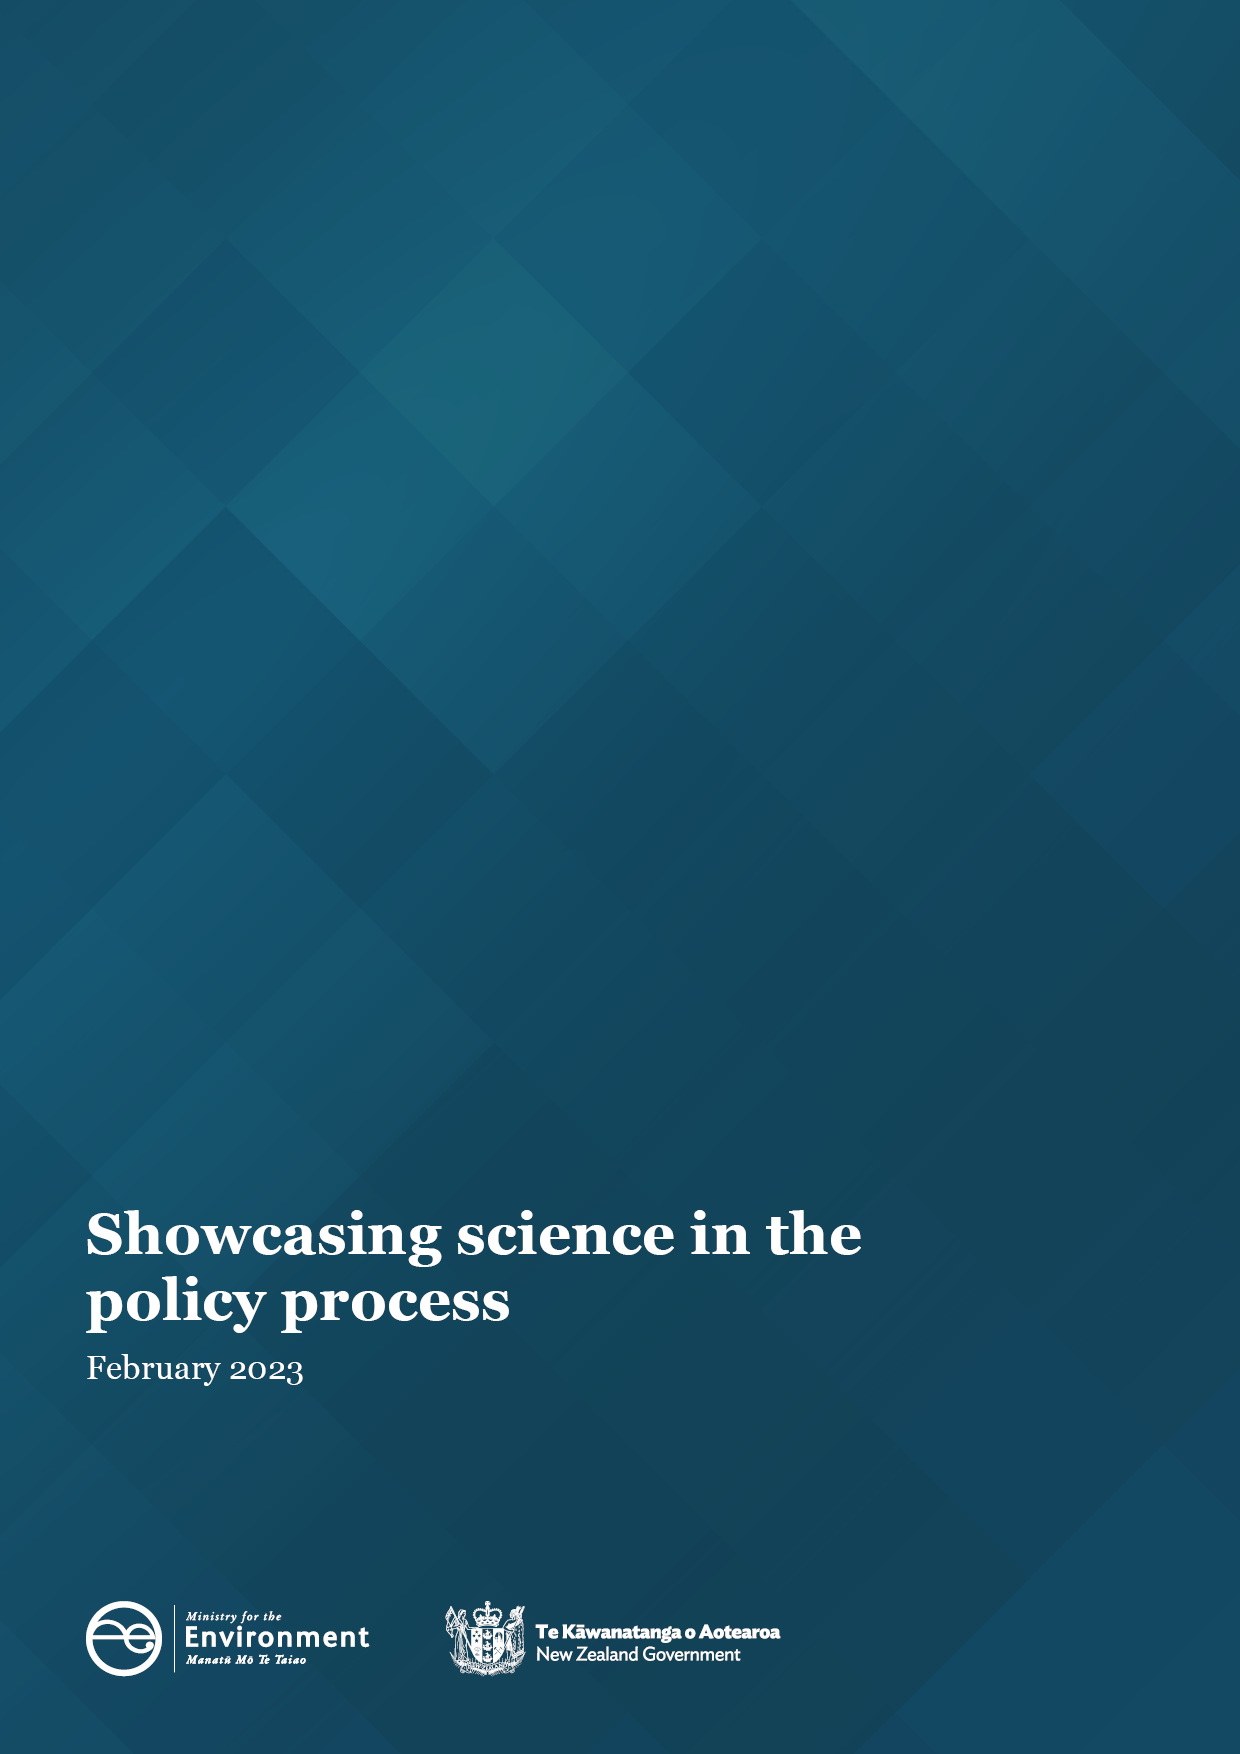 Showcasing science in the
policy process
February 2023
Ministry for the
Environment
Manatū Mō Te Taiao
Te Kāwanatanga o Aotearoa
New Zealand Government